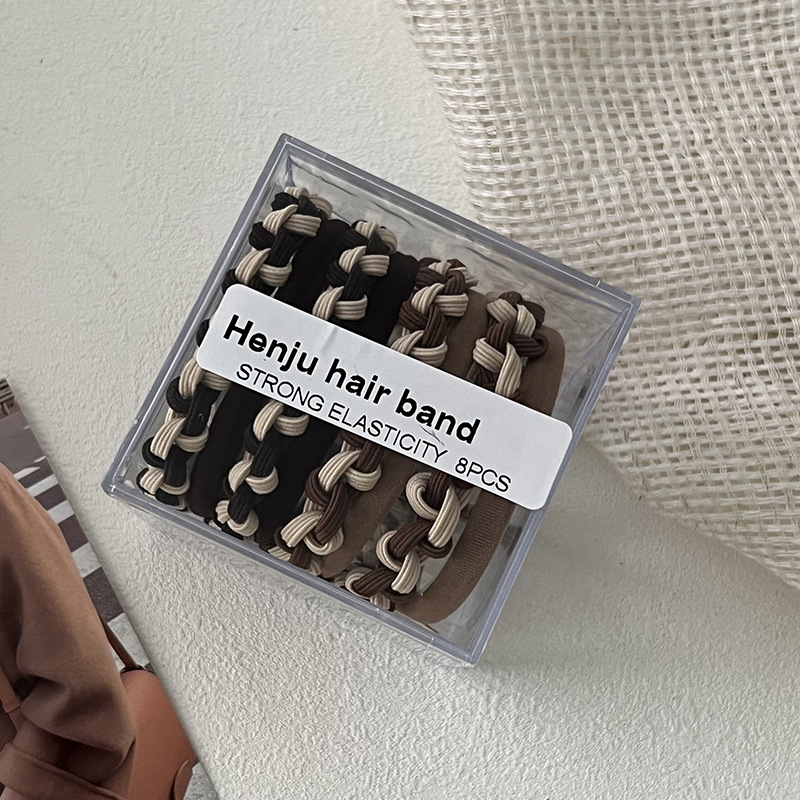 Henju hair band
STRONG ELASTICITY 8PCS